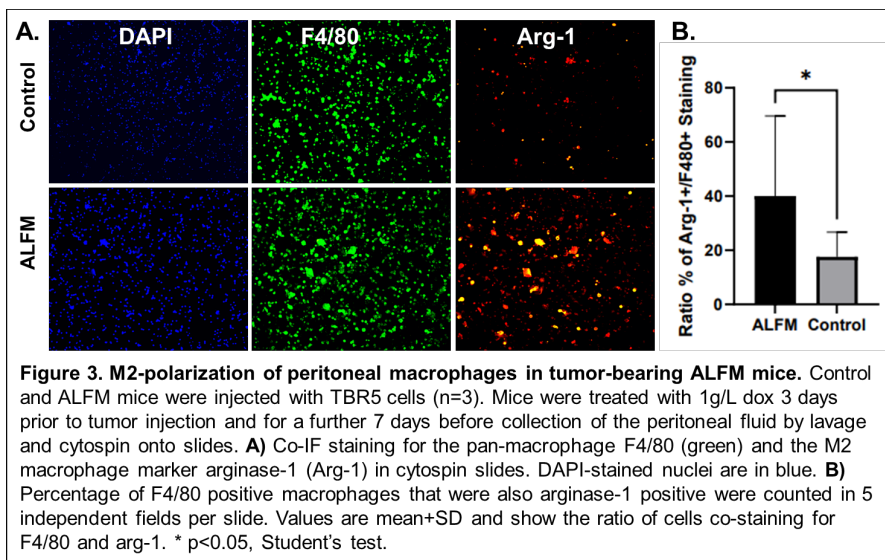 A.
DAPI
F4/80
Arg-1
B.
Control
ALFM
Ratio % of Arg-1+/F480+ Staining
80
60
40
20
0
*
ALFM Control
Figure 3. M2-polarization of peritoneal macrophages in tumor-bearing ALFM mice. Control
and ALFM mice were injected with TBR5 cells (n=3). Mice were treated with 1g/L dox 3 days
prior to tumor injection and for a further 7 days before collection of the peritoneal fluid by lavage
and cytospin onto slides. A) Co-IF staining for the pan-macrophage F4/80 (green) and the M2
macrophage marker arginase-1 (Arg-1) in cytospin slides. DAPI-stained nuclei are in blue. B)
Percentage of F4/80 positive macrophages that were also arginase-1 positive were counted in 5
independent fields per slide. Values are mean+SD and show the ratio of cells co-staining for
F4/80 and arg-1. * p<0.05, Student’s test.